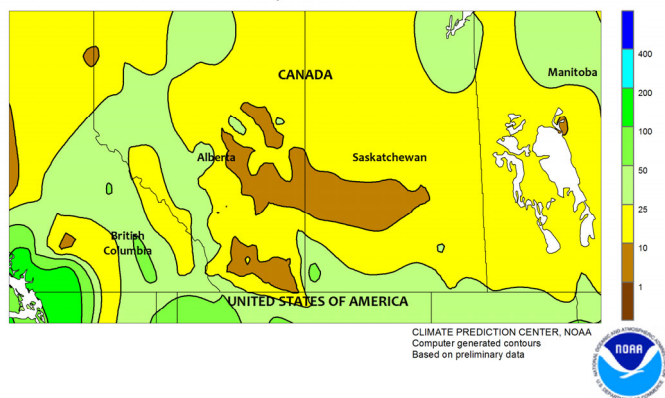 CANADA
Manitoba
Alberta
Saskatchewan
British
Columbia
UNITED STATES OF AMERICA
400
200
100
50
25
10
1
CLIMATE PREDICTION CENTER, NOAA
Computer generated contours
Based on preliminary data
NOAA